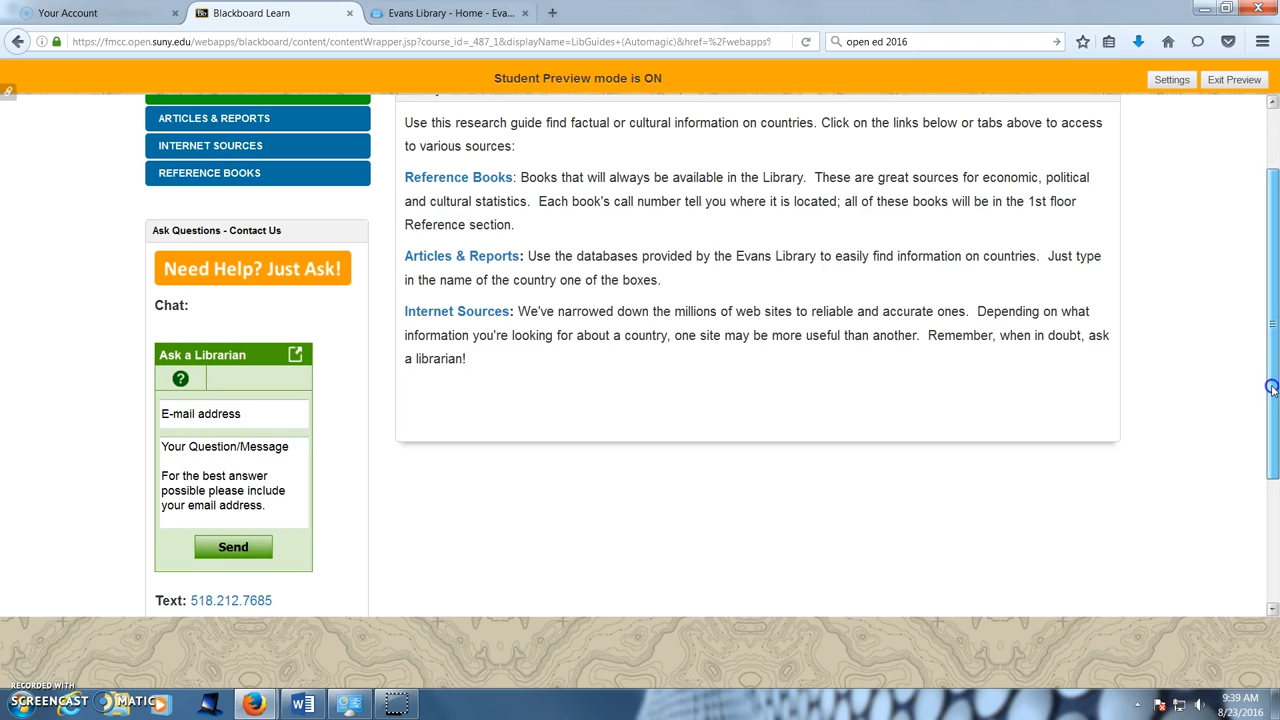 Your Account
Blackboard Learn
Evans Library - Home - Eva...
https://fmcc.open.suny.edu/webapps/blackboard/content/contentWrapper.jsp?course_id=_487_1&displayName=LibGuides+(Automagic)&href=%2Fwebapps%
open ed 2016
Student Preview mode is ON
Settings
Exit Preview
ARTICLES & REPORTS
INTERNET SOURCES
REFERENCE BOOKS
Ask Questions - Contact Us
Need Help? Just Ask!
Chat:
Ask a Librarian
?
E-mail address
Your Question/Message
For the best answer
possible please include
your email address.
Send
Text: 518.212.7685
Use this research guide find factual or cultural information on countries. Click on the links below or tabs above to access
to various sources:
Reference Books: Books that will always be available in the Library. These are great sources for economic, political
and cultural statistics. Each book's call number tell you where it is located; all of these books will be in the 1st floor
Reference section.
Articles & Reports: Use the databases provided by the Evans Library to easily find information on countries. Just type
in the name of the country one of the boxes.
Internet Sources: We've narrowed down the millions of web sites to reliable and accurate ones. Depending on what
information you're looking for about a country, one site may be more useful than another. Remember, when in doubt, ask
a librarian!
RECORDED WITH
SCREENCAST MATIC
9:39 AM
8/23/2016